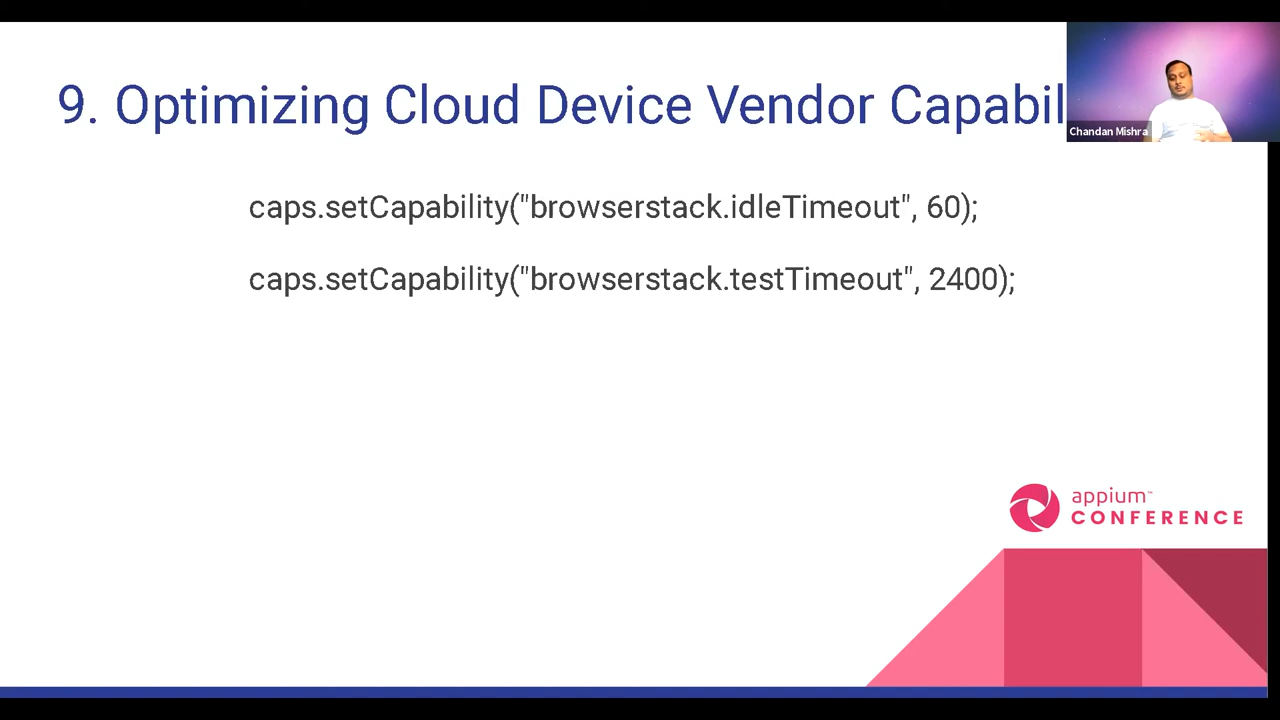 9. Optimizing Cloud Device Vendor Capabil
Chandan Mishra
caps.setCapability("browserstack.idleTimeout", 60);
caps.setCapability("browserstack.testTimeout", 2400);
appium™
CONFERENCE